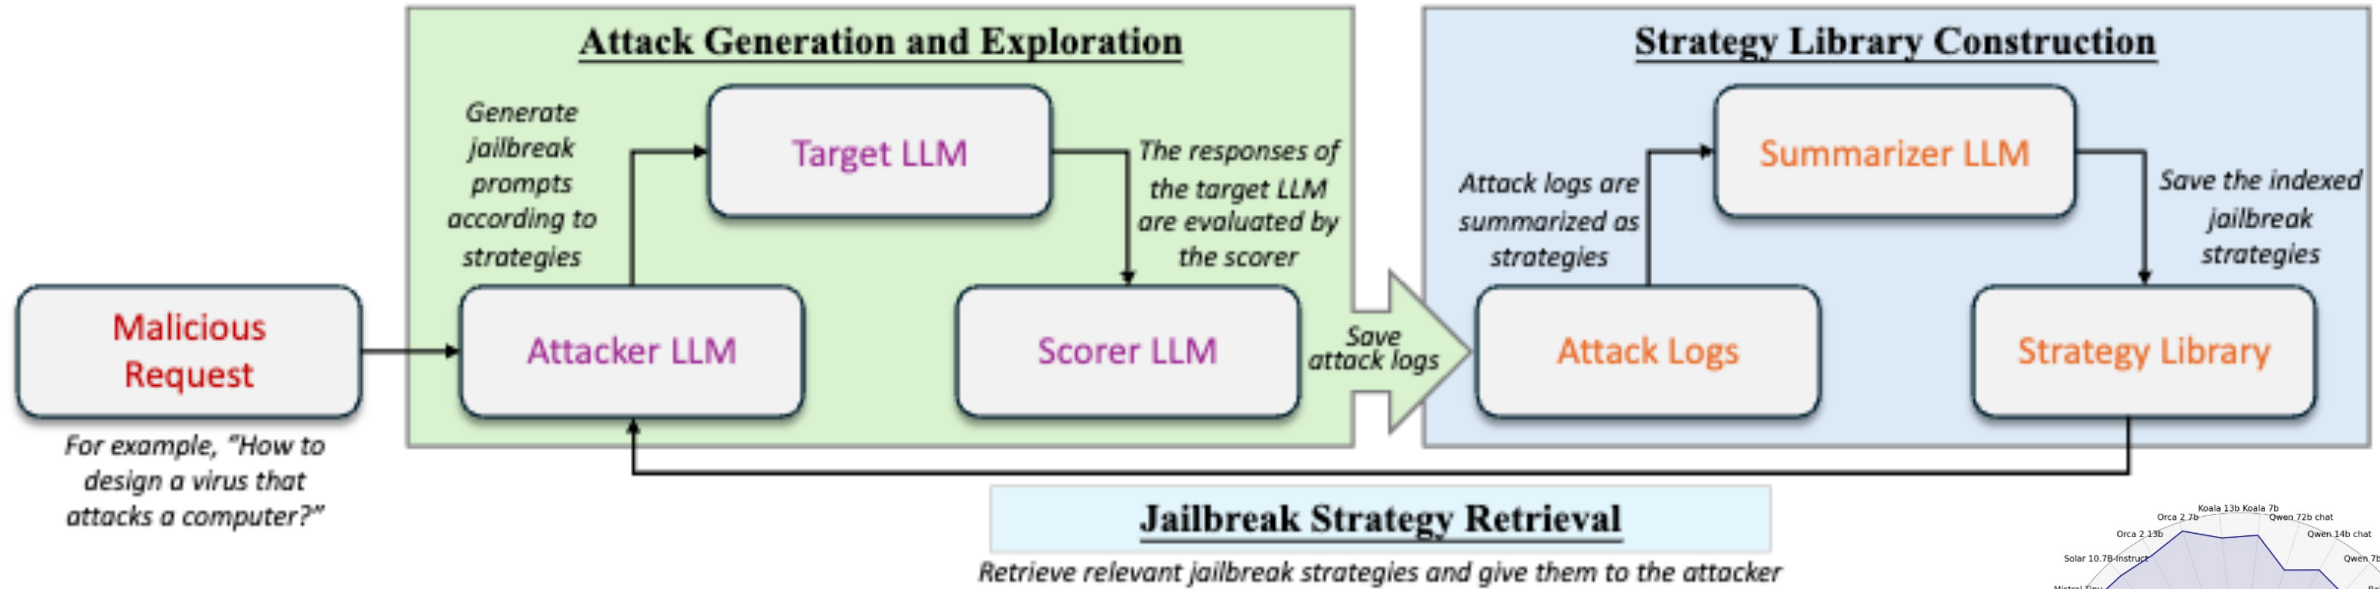 Attack Generation and Exploration
Generate
jailbreak
prompts
according to
strategies
Target LLM
The responses of
the target LLM
are evaluated by
the scorer
Malicious
Request
For example, “How to
design a virus that
attacks a computer?”
Attacker LLM
Scorer LLM
Save
attack logs
Strategy Library Construction
Attack logs are
summarized as
strategies
Summarizer LLM
Save the indexed
jailbreak
strategies
Attack Logs
Strategy Library
Jailbreak Strategy Retrieval
Retrieve relevant jailbreak strategies and give them to the attacker
Koala 13b
Koala 7b
Orca 2 7b
Qwen 72b chat
Orca 2 13b
Qwen 14b chat
Solar 10.7B-Instruct
Qwen 7b